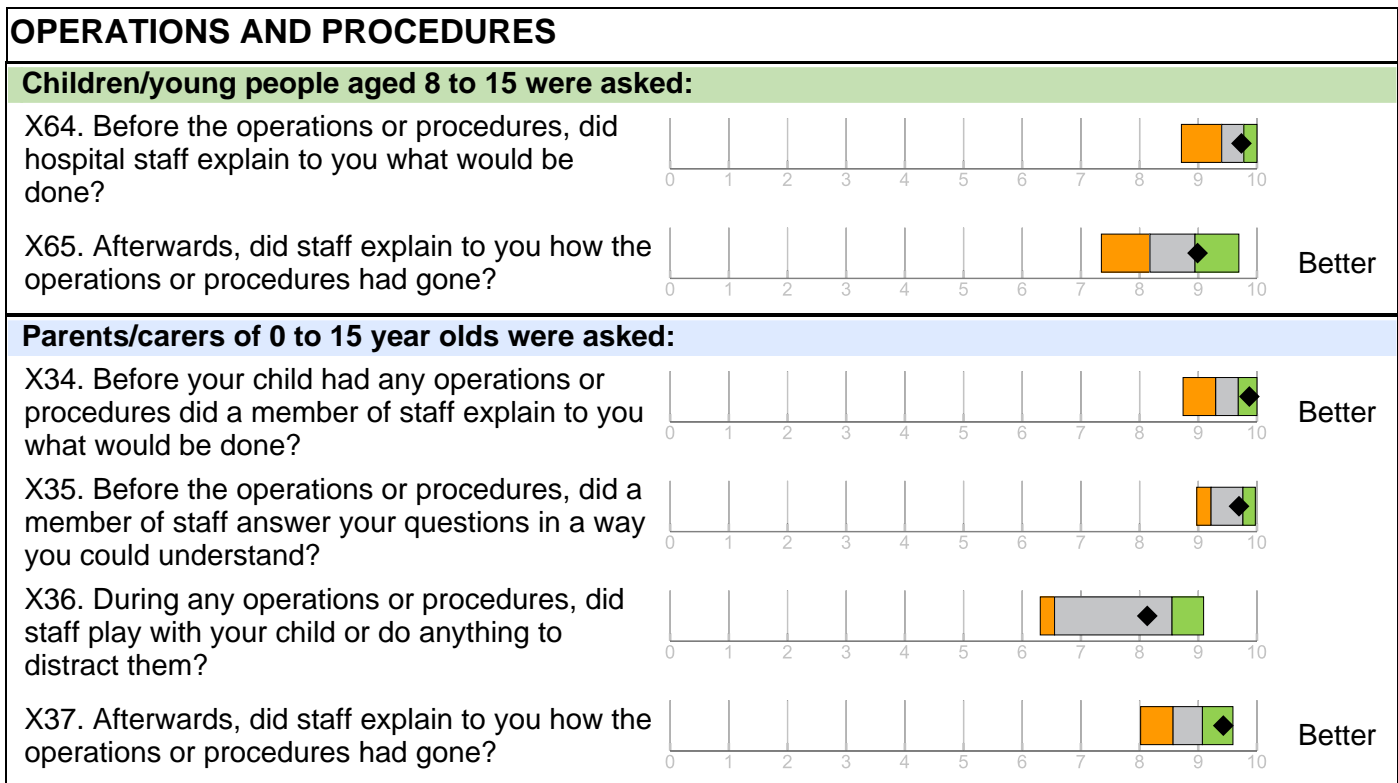 OPERATIONS AND PROCEDURES
Children/young people aged 8 to 15 were asked:
X64. Before the operations or procedures, did
hospital staff explain to you what would be
done?
0 1 2 3 4 5 6 7 8 9 10
X65. Afterwards, did staff explain to you how the
operations or procedures had gone?
0 1 2 3 4 5 6 7 8 9 10
Better
Parents/carers of 0 to 15 year olds were asked:
X34. Before your child had any operations or
procedures did a member of staff explain to you
what would be done?
0 1 2 3 4 5 6 7 8 9 10
Better
X35. Before the operations or procedures, did a
member of staff answer your questions in a way
you could understand?
0 1 2 3 4 5 6 7 8 9 10
X36. During any operations or procedures, did
staff play with your child or do anything to
distract them?
0 1 2 3 4 5 6 7 8 9 10
X37. Afterwards, did staff explain to you how the
operations or procedures had gone?
0 1 2 3 4 5 6 7 8 9 10
Better